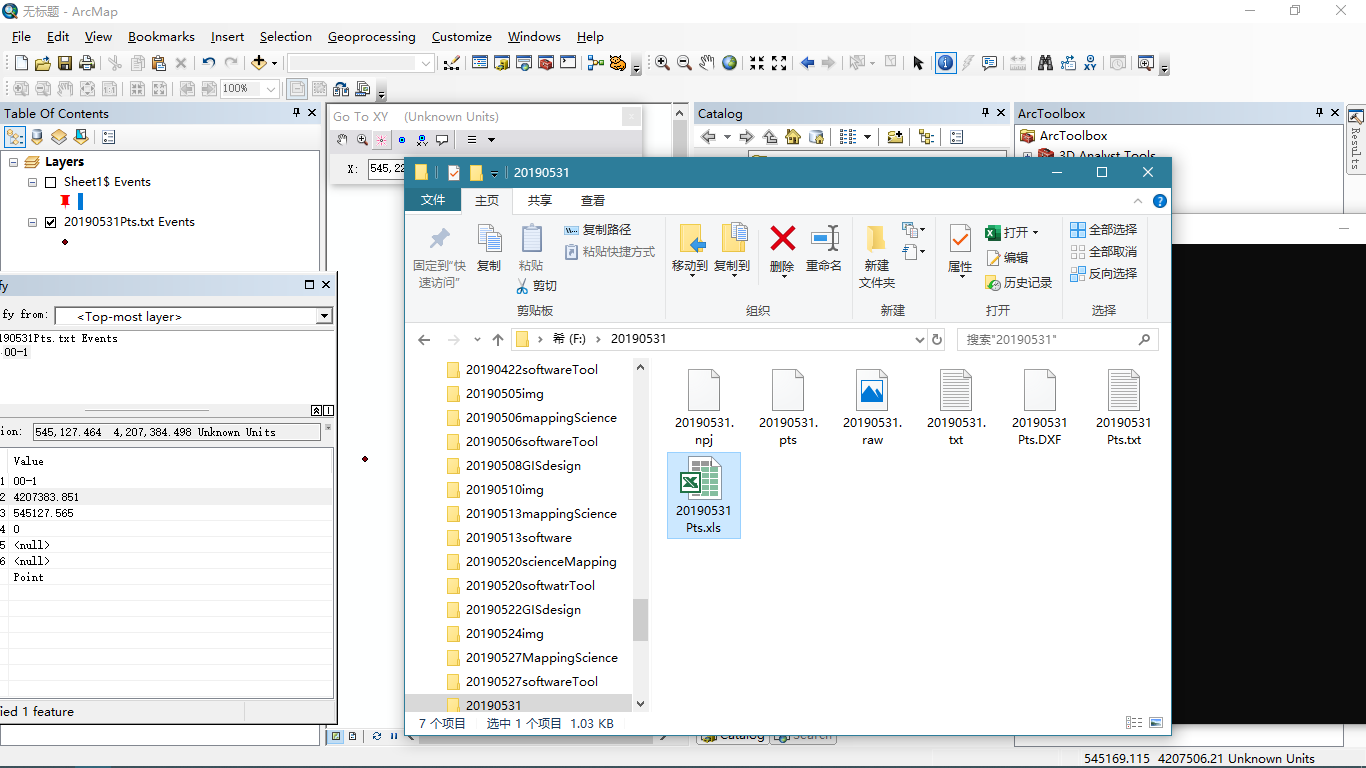 无标题 - ArcMap
File Edit View Bookmarks Insert Selection Geoprocessing Customize Windows Help
100%
Table Of Contents
Layers
Sheet1$ Events
20190531Pts.txt Events
Go To XY (Unknown Units)
X: 545,22
Catalog
ArcToolbox
ArcToolbox
3D Analyst Tools
Results
fy
fy from: <Top-most layer>
190531Pts.txt Events
00-1
ion: 545,127.464 4,207,384.498 Unknown Units
Value
1 00-1
2 4207383.851
3 545127.565
4 0
5 <null>
6 <null>
Point
ied 1 feature
20190531
文件 主页 共享 查看
固定到"快速访问"
复制
粘贴
复制路径
粘贴快捷方式
剪切
剪贴板
移动到 复制到 删除 重命名
组织
新建
文件夹
新建
属性
打开
编辑
历史记录
打开
全部选择
全部取消
反向选择
选择
希 (F:) 20190531
搜索"20190531"
20190422softwareTool
20190505img
20190506mappingScience
20190506softwareTool
20190508GISdesign
20190510img
20190513mappingScience
20190513software
20190520scienceMapping
20190520softwatrTool
20190522GISdesign
20190524img
20190527MappingScience
20190527softwareTool
20190531
20190531.npj
20190531.pts
20190531.raw
20190531.txt
20190531Pts.DXF
20190531Pts.txt
20190531Pts.xls
7 个项目 选中 1 个项目 1.03 KB
Catalog Search
545169.115 4207506.21 Unknown Units